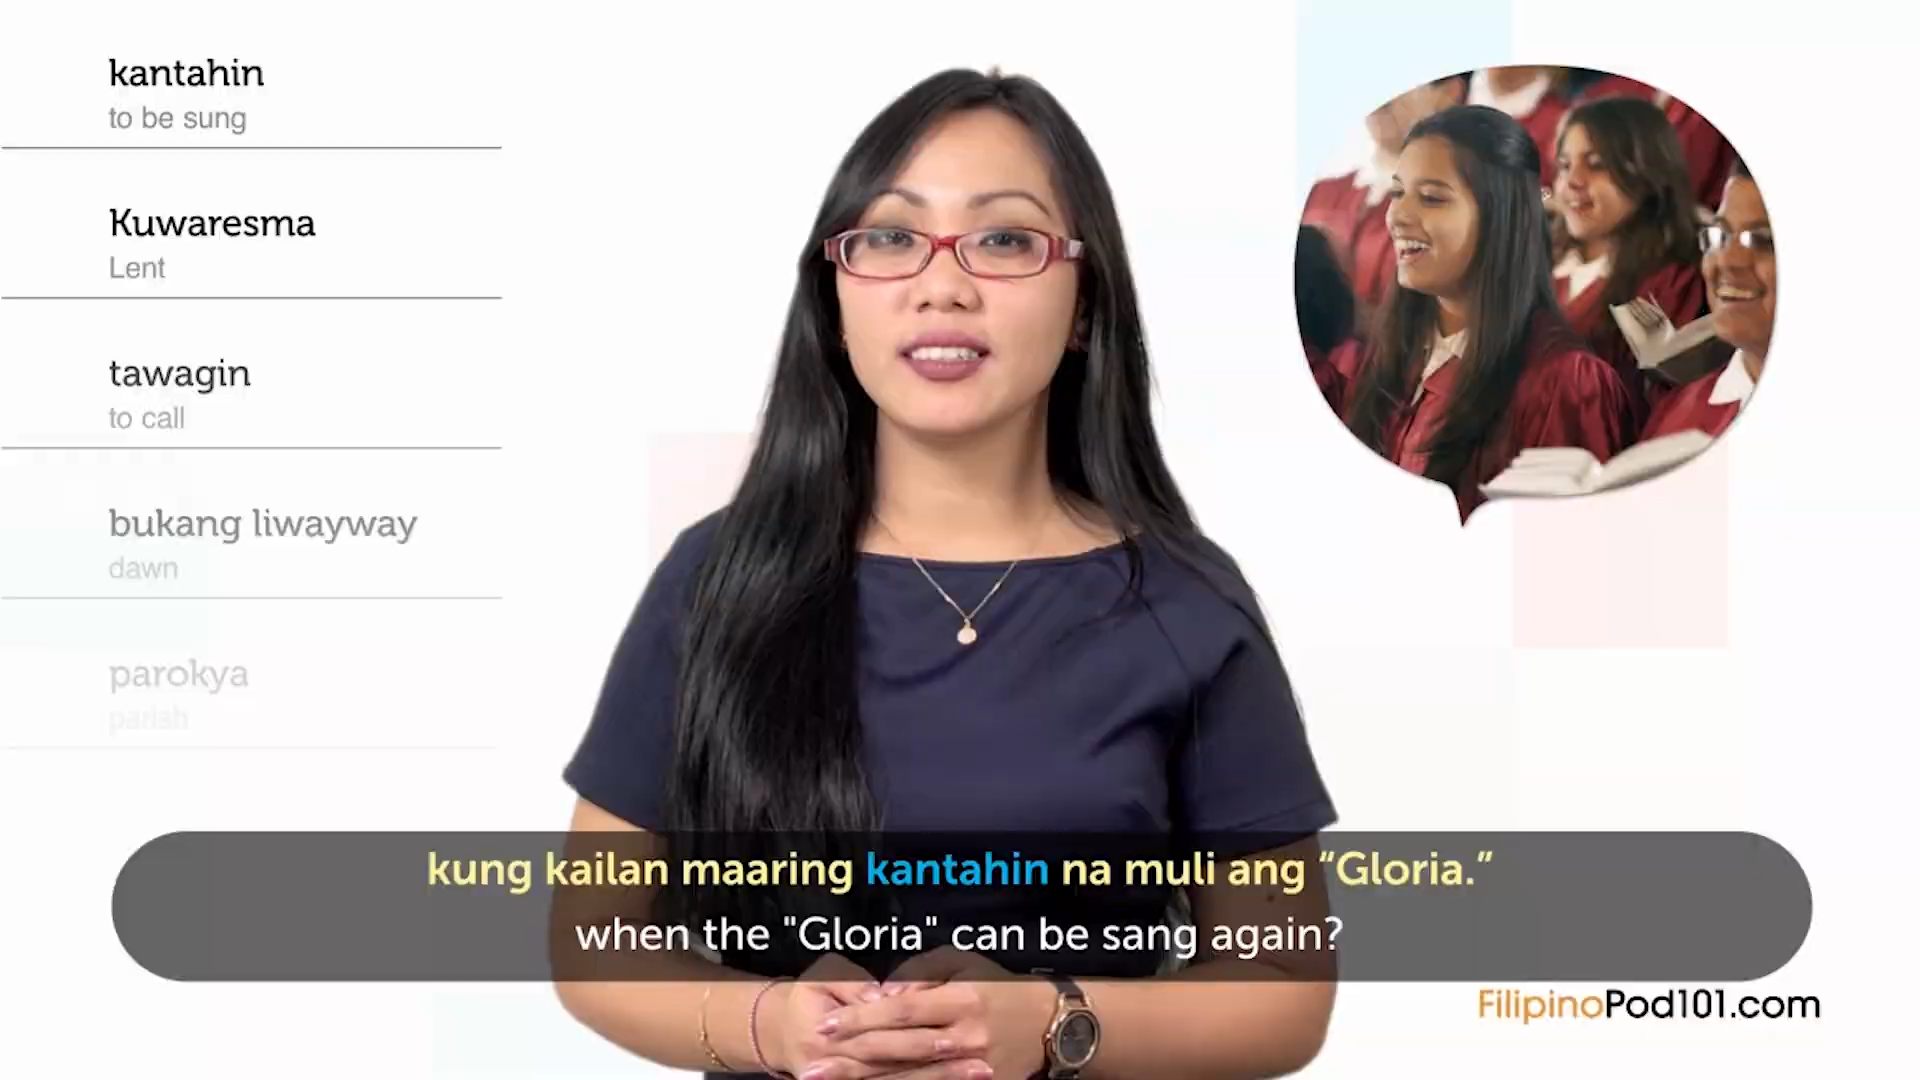 kantahin
to be sung
Kuwaresma
Lent
tawagin
to call
bukang liwayway
dawn
parokya
parish
kung kailan maaring kantahin na muli ang “Gloria.”
when the "Gloria" can be sang again?
FilipinoPod101.com